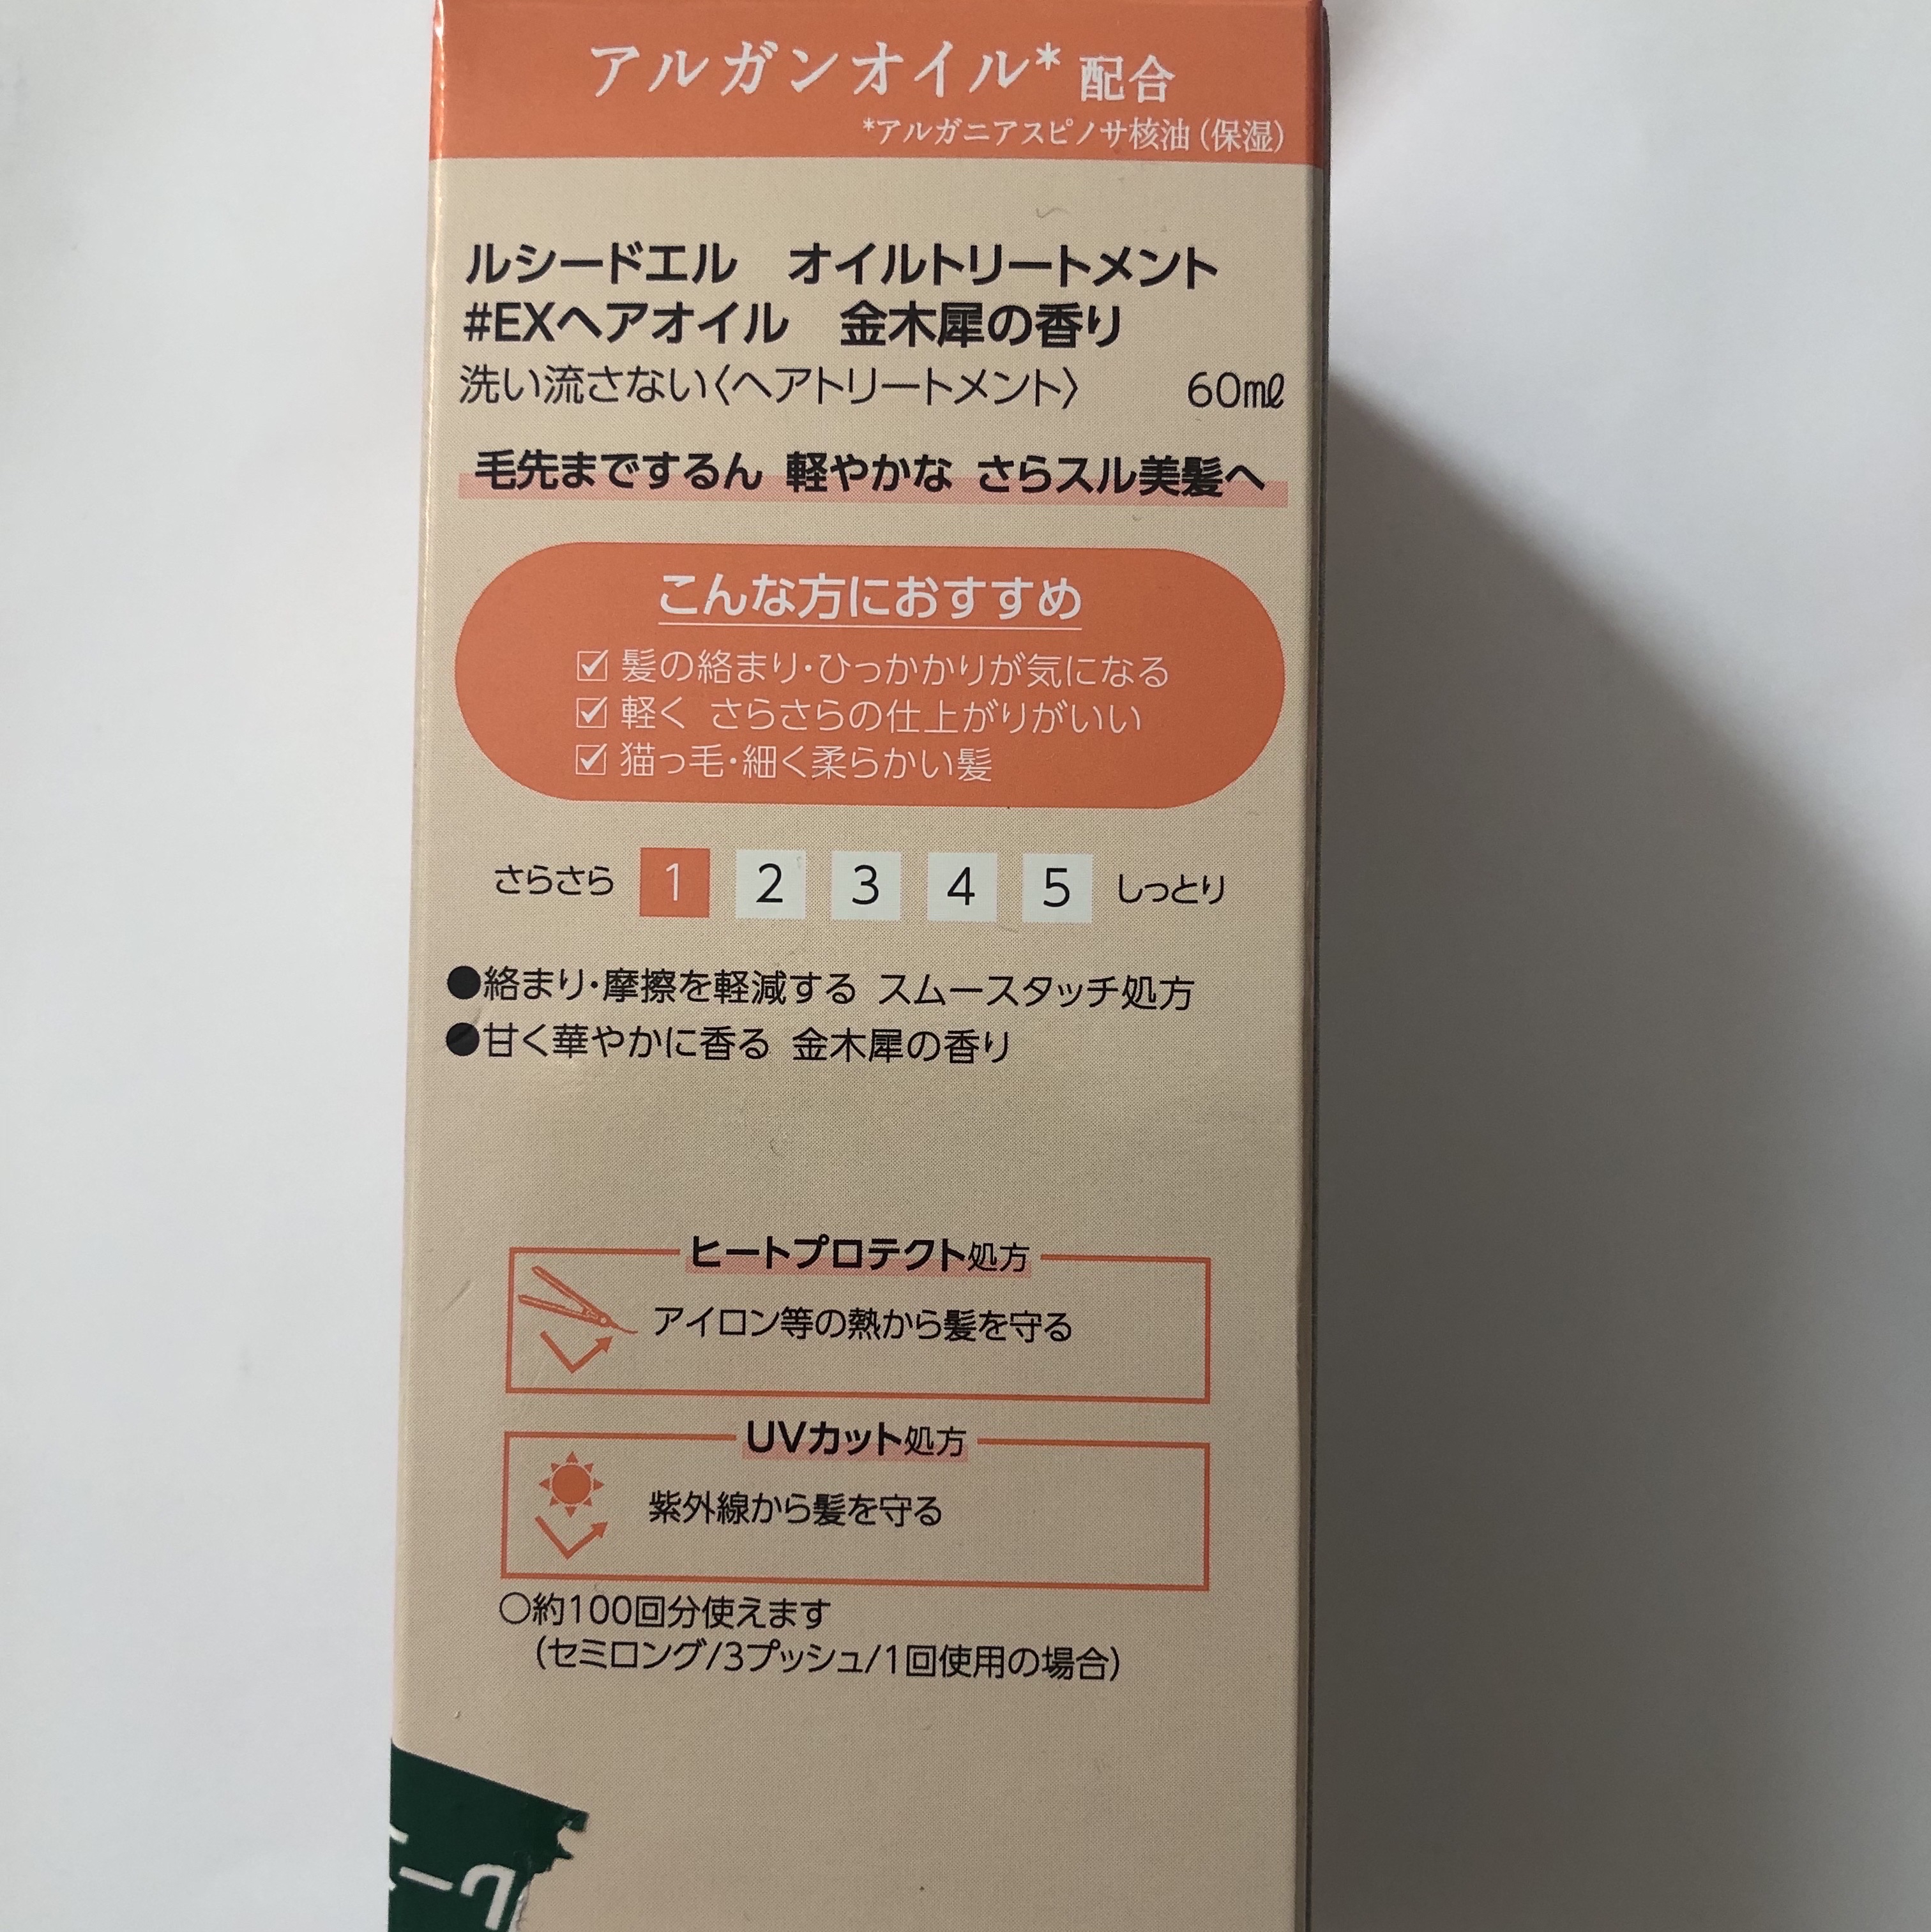 アルガンオイル* 配合
*アルガニアスピノサ核油(保湿)
ルシードエル　オイルトリートメント
#EXヘアオイル　金木犀の香り
洗い流さない〈ヘアトリートメント〉　60㎖
毛先までするん 軽やかな さらスル美髪へ
こんな方におすすめ
☑髪の絡まり・ひっかかりが気になる
☑軽く さらさらの仕上がりがいい
☑猫っ毛・細く柔らかい髪
さらさら 1 2 3 4 5 しっとり
●絡まり・摩擦を軽減する スムースタッチ処方
●甘く華やかに香る 金木犀の香り
ヒートプロテクト処方
アイロン等の熱から髪を守る
UVカット処方
紫外線から髪を守る
○約100回分使えます
(セミロング/3プッシュ/1回使用の場合)